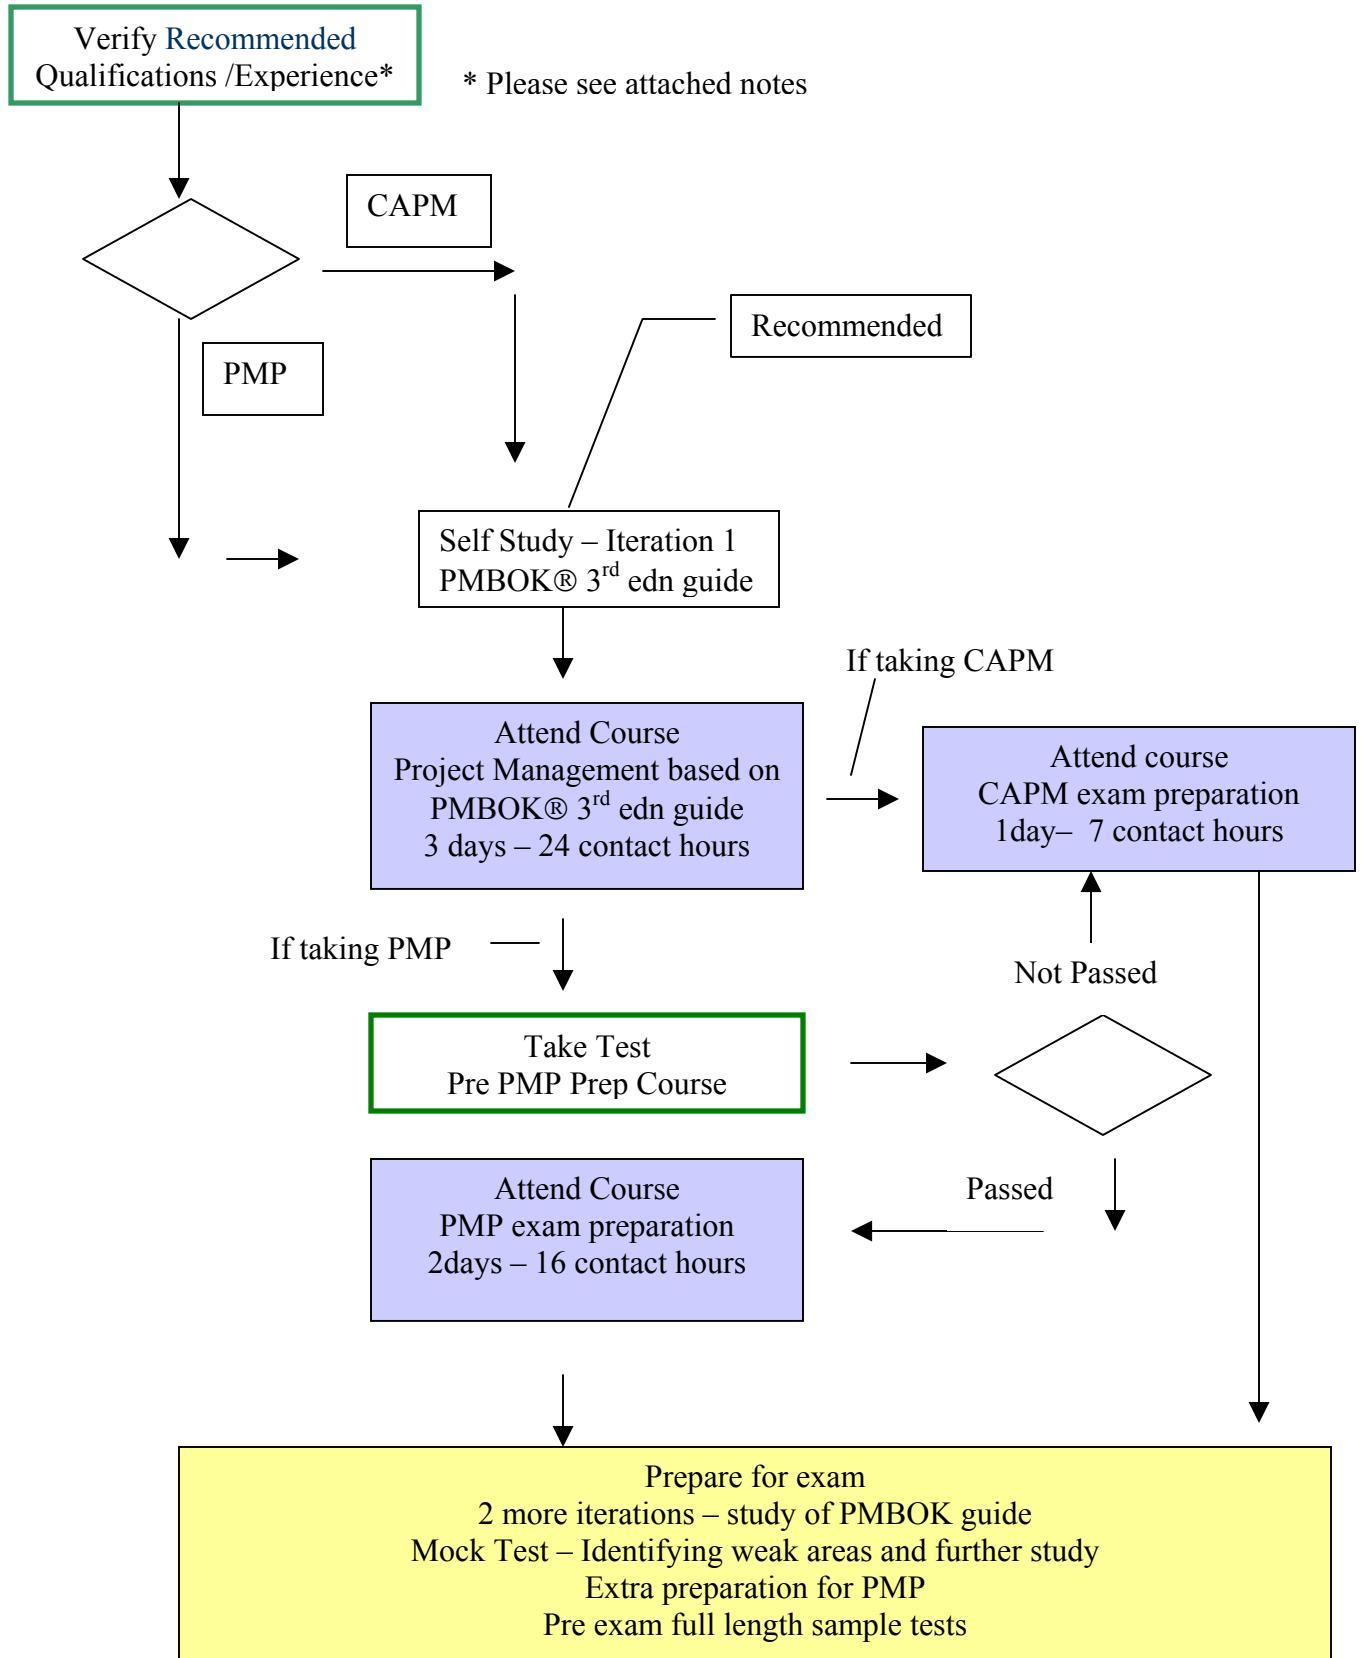 Verify Recommended
Qualifications /Experience*
* Please see attached notes
CAPM
Recommended
PMP
Self Study – Iteration 1
PMBOK® 3rd edn guide
If taking CAPM
Attend Course
Project Management based on
PMBOK® 3rd edn guide
3 days – 24 contact hours
Attend course
CAPM exam preparation
1day– 7 contact hours
If taking PMP
Not Passed
Take Test
Pre PMP Prep Course
Attend Course
PMP exam preparation
2days – 16 contact hours
Passed
Prepare for exam
2 more iterations – study of PMBOK guide
Mock Test – Identifying weak areas and further study
Extra preparation for PMP
Pre exam full length sample tests